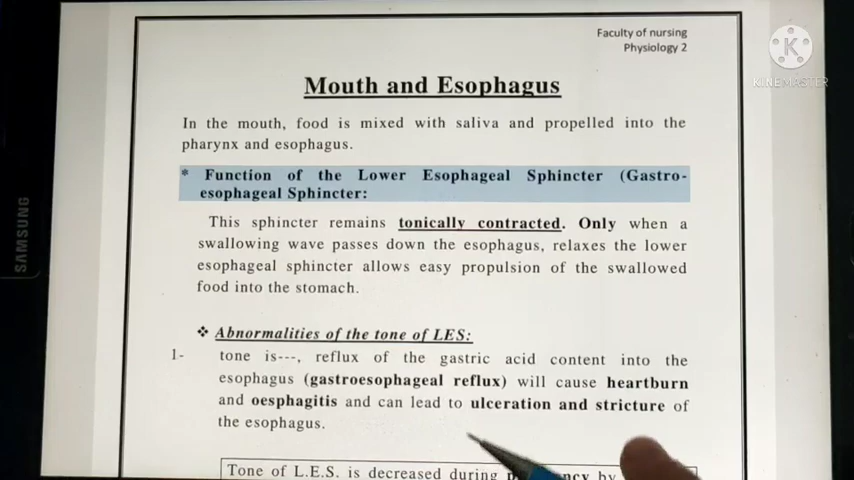 Faculty of nursing
Physiology 2
KINEMASTER
SAMSUNG
Mouth and Esophagus
In the mouth, food is mixed with saliva and propelled into the
pharynx and esophagus.
* Function of the Lower Esophageal Sphincter (Gastro-
esophageal Sphincter:
This sphincter remains tonically contracted. Only when a
swallowing wave passes down the esophagus, relaxes the lower
esophageal sphincter allows easy propulsion of the swallowed
food into the stomach.
❖ Abnormalities of the tone of LES:
1- tone is---, reflux of the gastric acid content into the
esophagus (gastroesophageal reflux) will cause heartburn
and oesphagitis and can lead to ulceration and stricture of
the esophagus.
Tone of L.E.S. is decreased during by